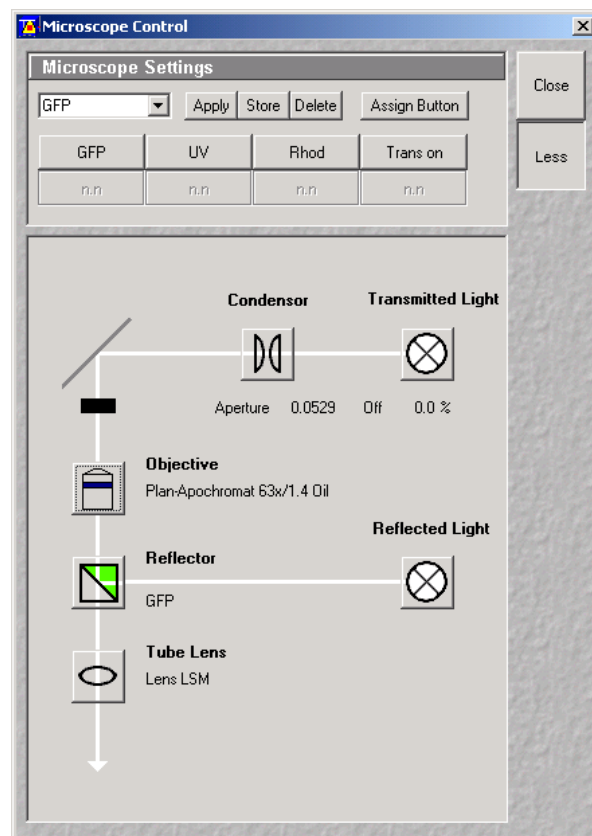 Microscope Control
Microscope Settings
Close
GFP Apply Store Delete Assign Button
GFP UV Rhod Trans on
Less
n.n n.n n.n n.n
Condensor Transmitted Light
Aperture 0.0529 Off 0.0 %
Objective
Plan-Apochromat 63x/1.4 Oil
Reflected Light
Reflector
GFP
Tube Lens
Lens LSM